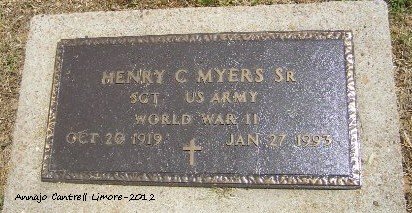 HENRY C MYERS SR
SGT US ARMY
WORLD WAR II
OCT 20 1919 JAN 27 1993
Annajo Cantrell Limore-2012